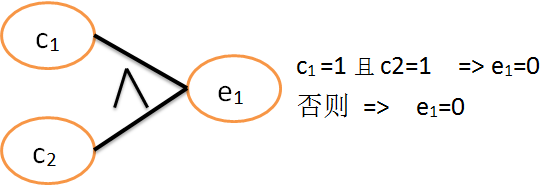 c₁
∧
c₂
e₁
c₁ =1 且 c2=1 => e₁=0
否则 => e₁=0